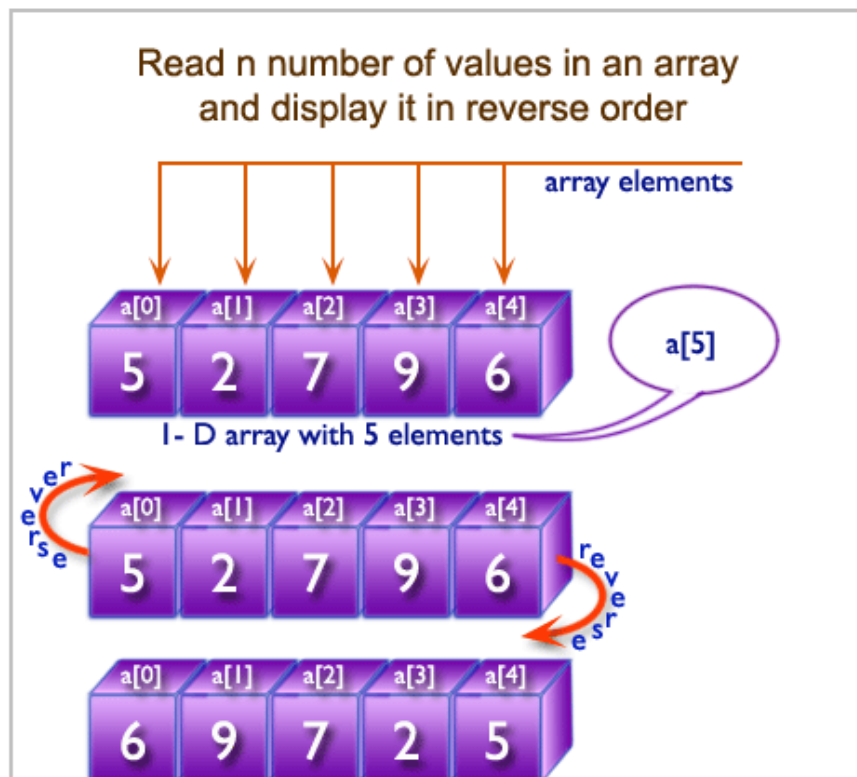 Read n number of values in an array
and display it in reverse order
array elements
a[0] a[1] a[2] a[3] a[4]
5 2 7 9 6
a[5]
1- D array with 5 elements
reverse
a[0] a[1] a[2] a[3] a[4]
5 2 7 9 6
reverse
a[0] a[1] a[2] a[3] a[4]
6 9 7 2 5